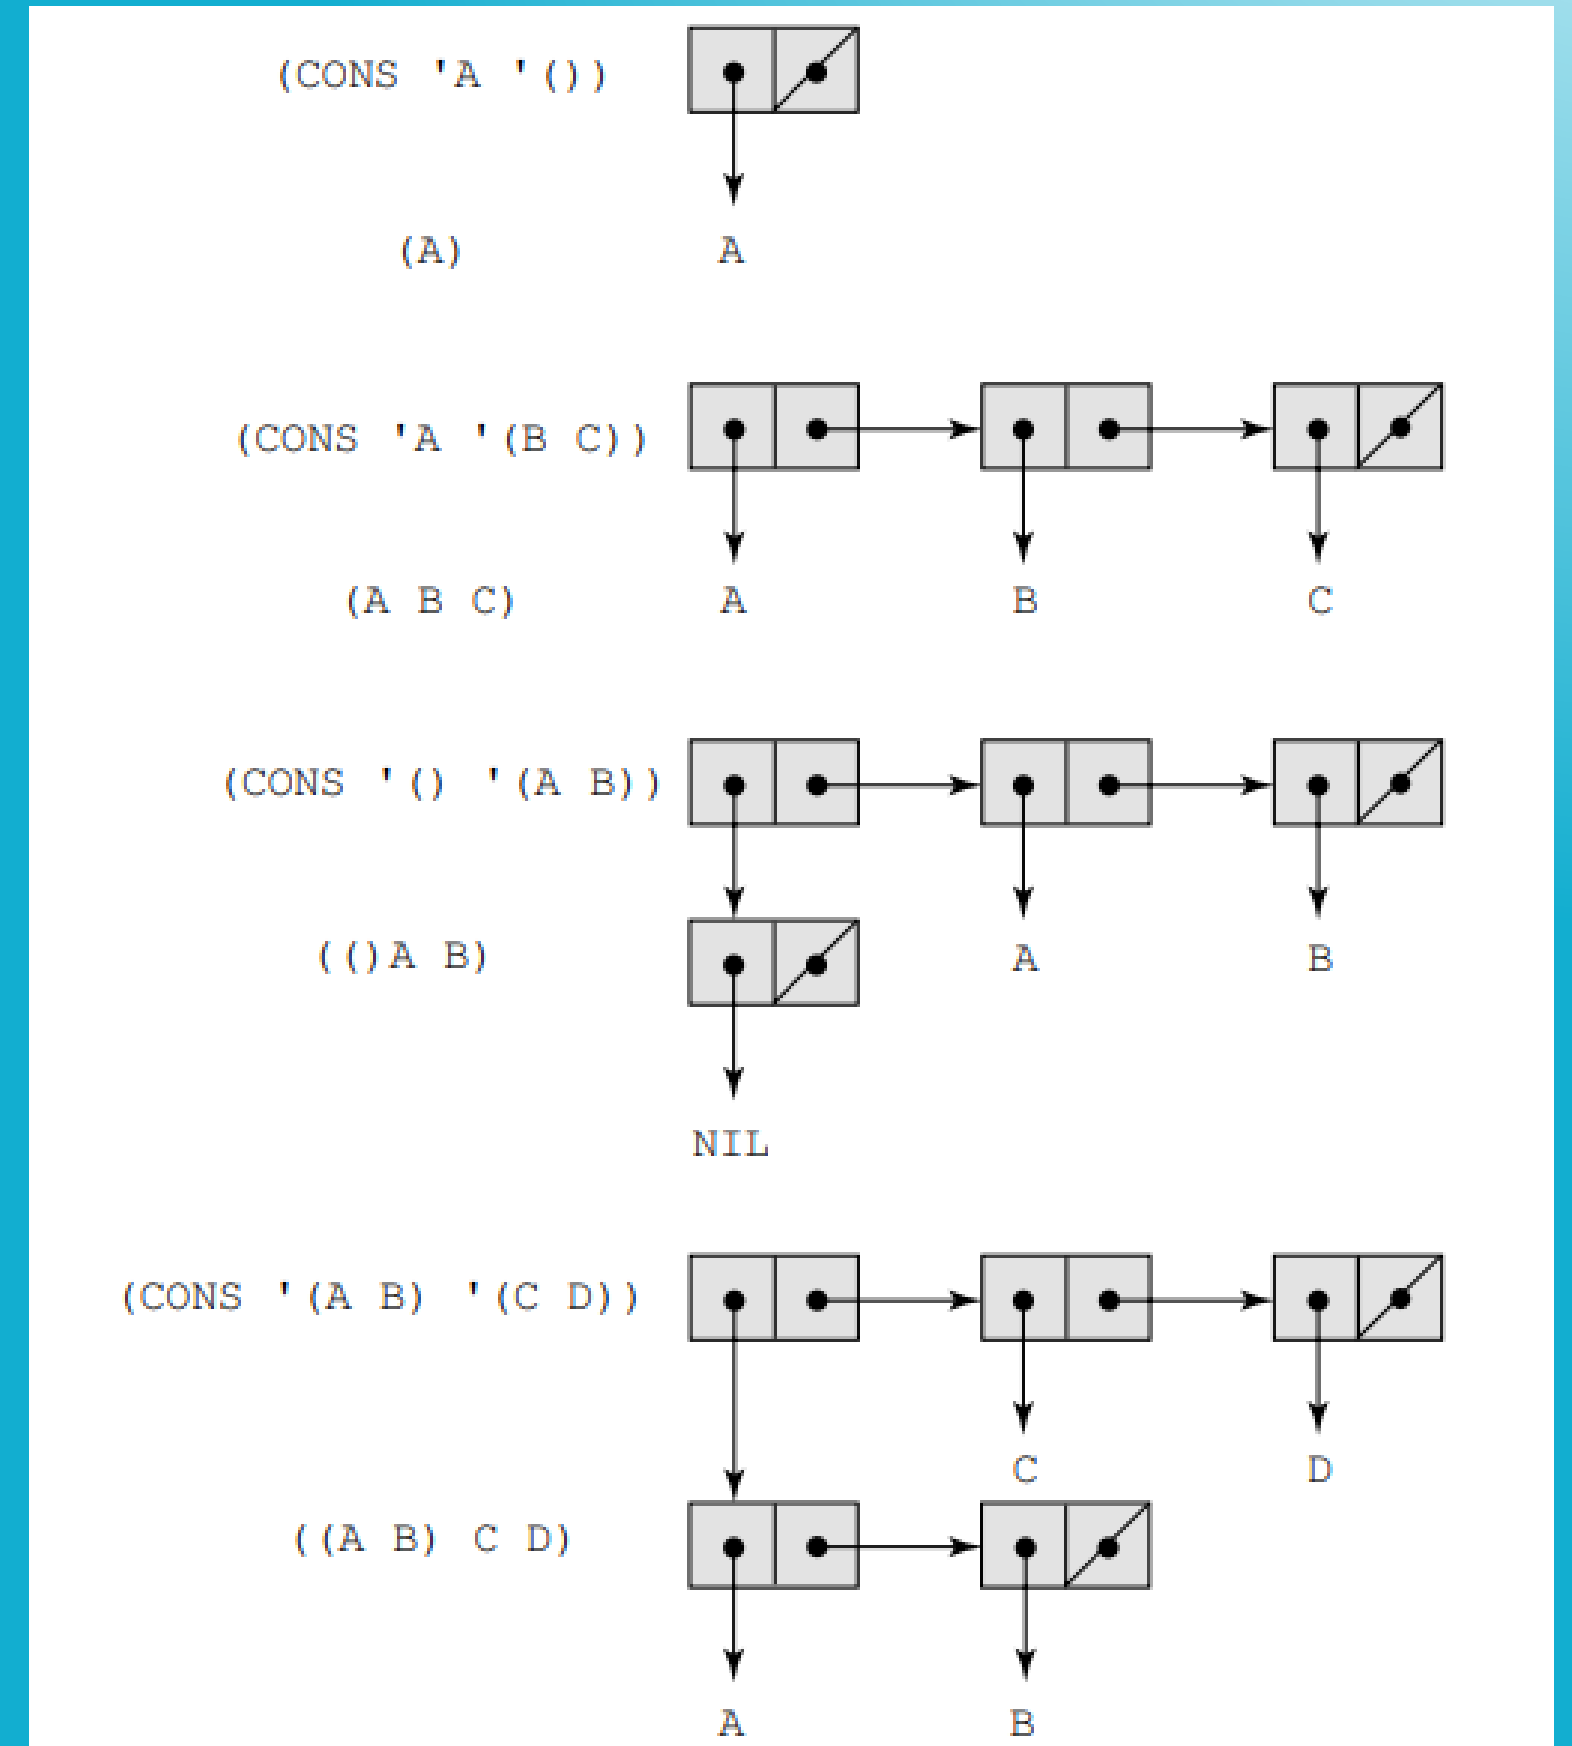 (CONS 'A '())
(A) A
(CONS 'A '(B C))
(A B C) A B C
(CONS '() '(A B))
(()A B) A B
NIL
(CONS '(A B) '(C D))
C D
((A B) C D)
A B